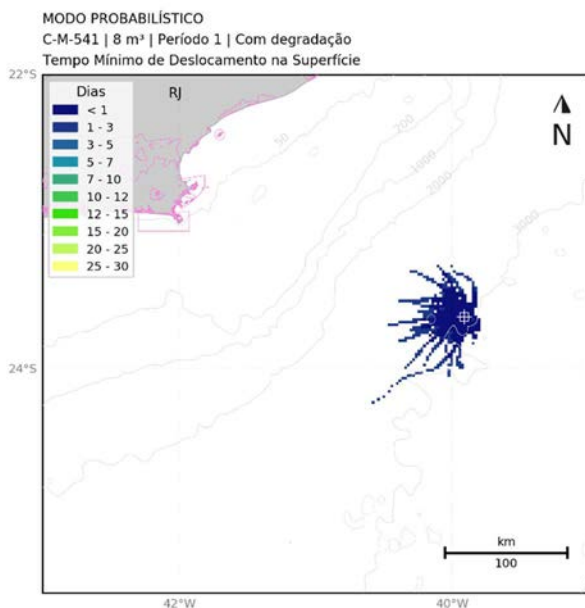 MODO PROBABILÍSTICO
C-M-541 | 8 m³ | Período 1 | Com degradação
Tempo Mínimo de Deslocamento na Superfície
22°S
Dias
< 1
1 - 3
3 - 5
5 - 7
7 - 10
10 - 12
12 - 15
15 - 20
20 - 25
25 - 30
RJ
N
50
200
1000
2000
3000
24°S
km
100
42°W
40°W